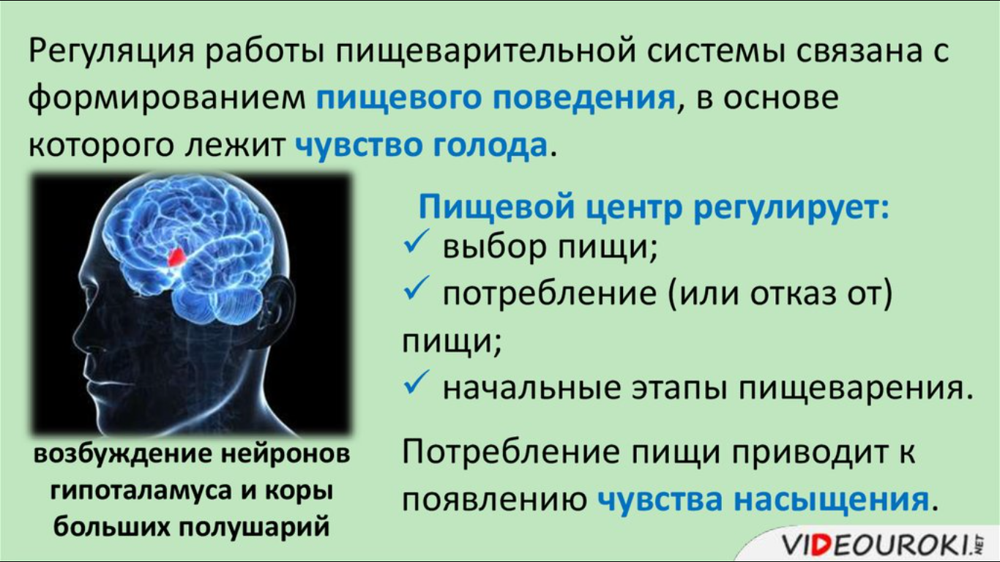 Регуляция работы пищеварительной системы связана с
формированием пищевого поведения, в основе
которого лежит чувство голода.
Пищевой центр регулирует:
✓ выбор пищи;
✓ потребление (или отказ от)
пищи;
✓ начальные этапы пищеварения.
возбуждение нейронов
гипоталамуса и коры
больших полушарий
Потребление пищи приводит к
появлению чувства насыщения.
VIDEOUROKI.NET